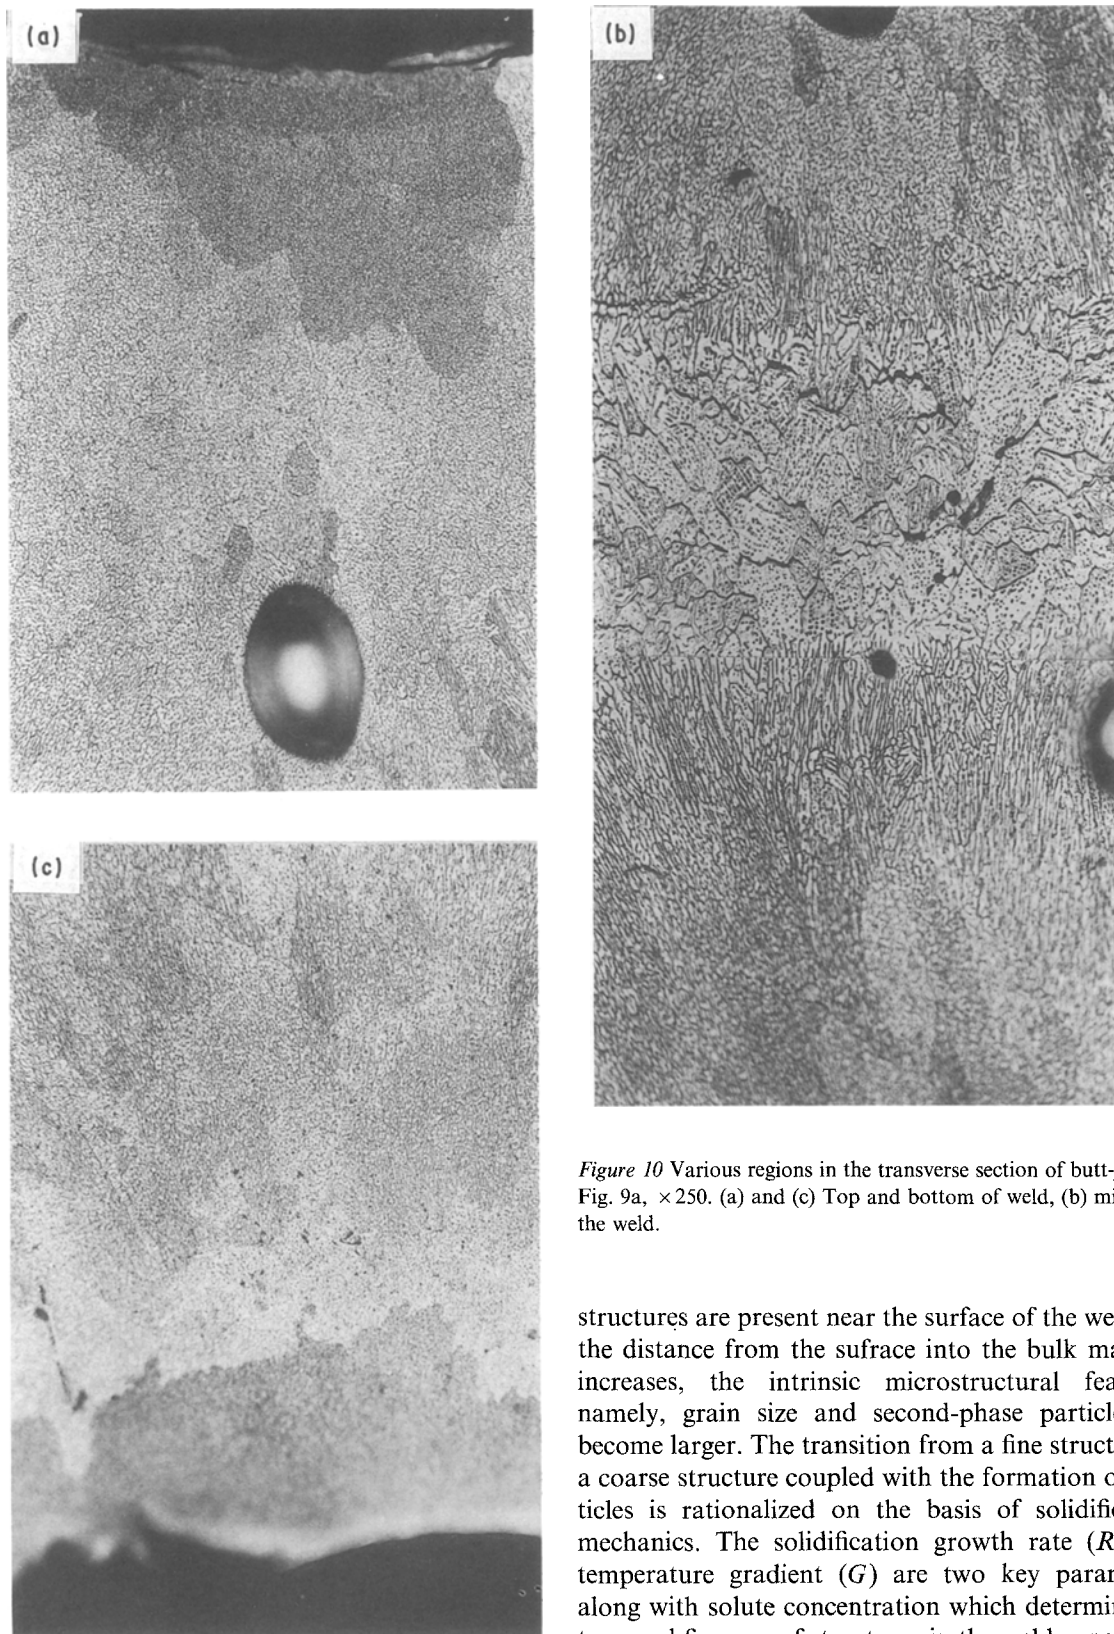 (a)
(b)
(c)
Figure 10 Various regions in the transverse section of butt-
Fig. 9a, ×250. (a) and (c) Top and bottom of weld, (b) mi
the weld.
structures are present near the surface of the we
the distance from the sufrace into the bulk ma
increases, the intrinsic microstructural fea
namely, grain size and second-phase particl
become larger. The transition from a fine struct
a coarse structure coupled with the formation o
ticles is rationalized on the basis of solidifi
mechanics. The solidification growth rate (R
temperature gradient (G) are two key param
along with solute concentration which determin